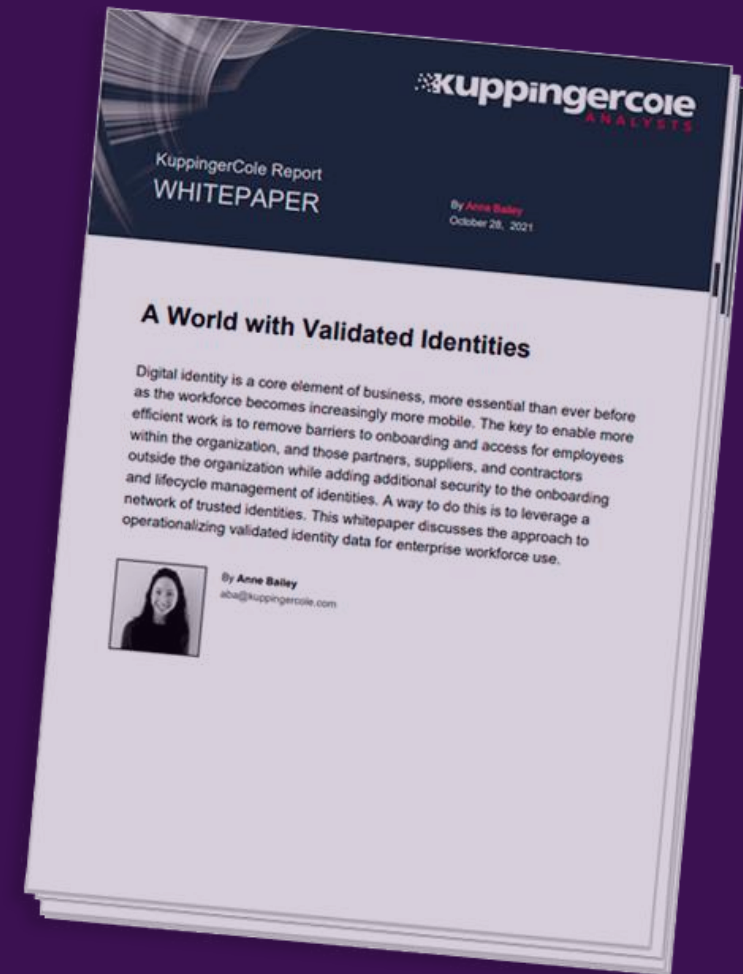 kuppingercole
ANALYSTS
KuppingerCole Report
WHITEPAPER
By Anne Bailey
October 28, 2021
A World with Validated Identities
Digital identity is a core element of business, more essential than ever before
as the workforce becomes increasingly more mobile. The key to enable more
efficient work is to remove barriers to onboarding and access for employees
within the organization, and those partners, suppliers, and contractors
outside the organization while adding additional security to the onboarding
and lifecycle management of identities. A way to do this is to leverage a
network of trusted identities. This whitepaper discusses the approach to
operationalizing validated identity data for enterprise workforce use.
By Anne Bailey
aba@kuppingercole.com